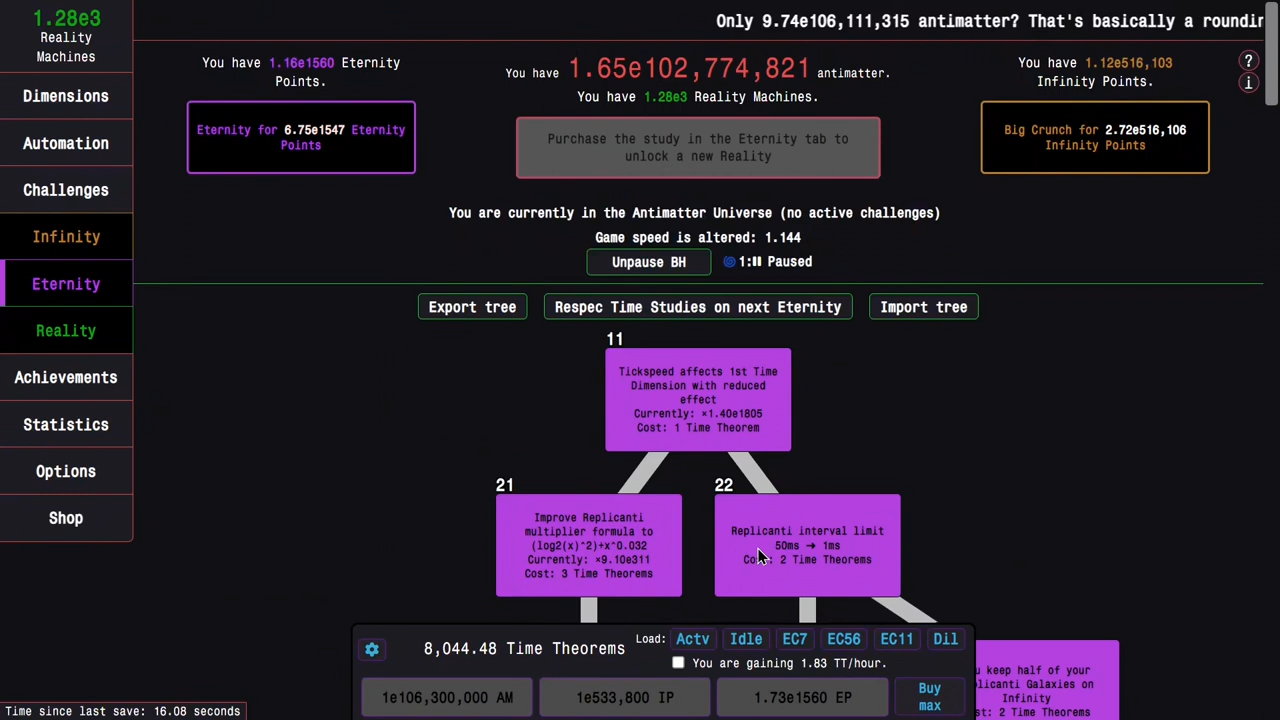 1.28e3
Reality
Machines
Dimensions
Automation
Challenges
Infinity
Eternity
Reality
Achievements
Statistics
Options
Shop
Only 9.74e106,111,315 antimatter? That's basically a roundin
You have 1.16e1560 Eternity
Points.
Eternity for 6.75e1547 Eternity
Points
You have 1.65e102,774,821 antimatter.
You have 1.28e3 Reality Machines.
Purchase the study in the Eternity tab to
unlock a new Reality
You have 1.12e516,103
Infinity Points.
Big Crunch for 2.72e516,106
Infinity Points
?
i
You are currently in the Antimatter Universe (no active challenges)
Game speed is altered: 1.144
Unpause BH
1: Paused
Export tree
Respec Time Studies on next Eternity
Import tree
11
Tickspeed affects 1st Time
Dimension with reduced
effect
Currently: ×1.40e1805
Cost: 1 Time Theorem
21
Improve Replicanti
multiplier formula to
(log2(x)^2)+x^0.032
Currently: ×9.10e311
Cost: 3 Time Theorems
22
Replicanti interval limit
50ms ➜ 1ms
Cost: 2 Time Theorems
keep half of your
Replicanti Galaxies on
Infinity
Cost: 2 Time Theorems
8,044.48 Time Theorems
Load: Actv Idle EC7 EC56 EC11 Dil
You are gaining 1.83 TT/hour.
1e106,300,000 AM
1e533,800 IP
1.73e1560 EP
Buy
max
Time since last save: 16.08 seconds